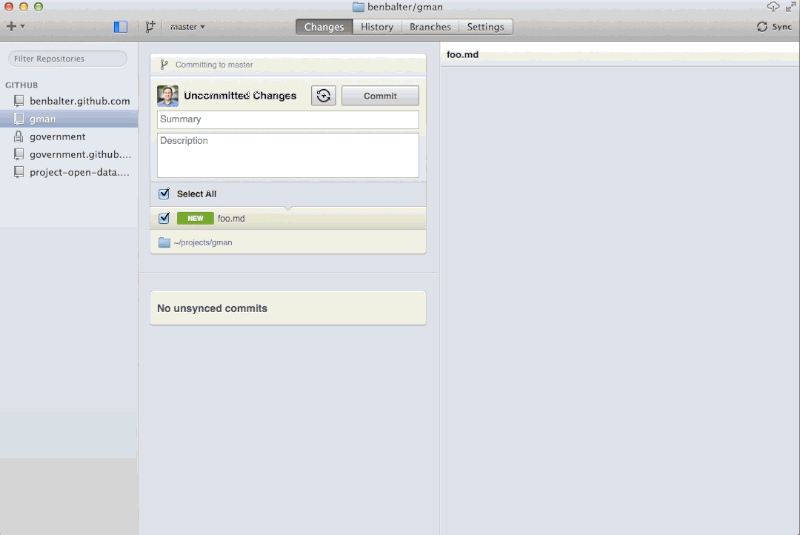 benbalter/gman
master
Changes
History
Branches
Settings
Sync
Filter Repositories
GITHUB
benbalter.github.com
gman
government
government.github....
project-open-data....
Committing to master
Uncommitted Changes
Commit
Summary
Description
Select All
NEW foo.md
~/projects/gman
No unsynced commits
foo.md